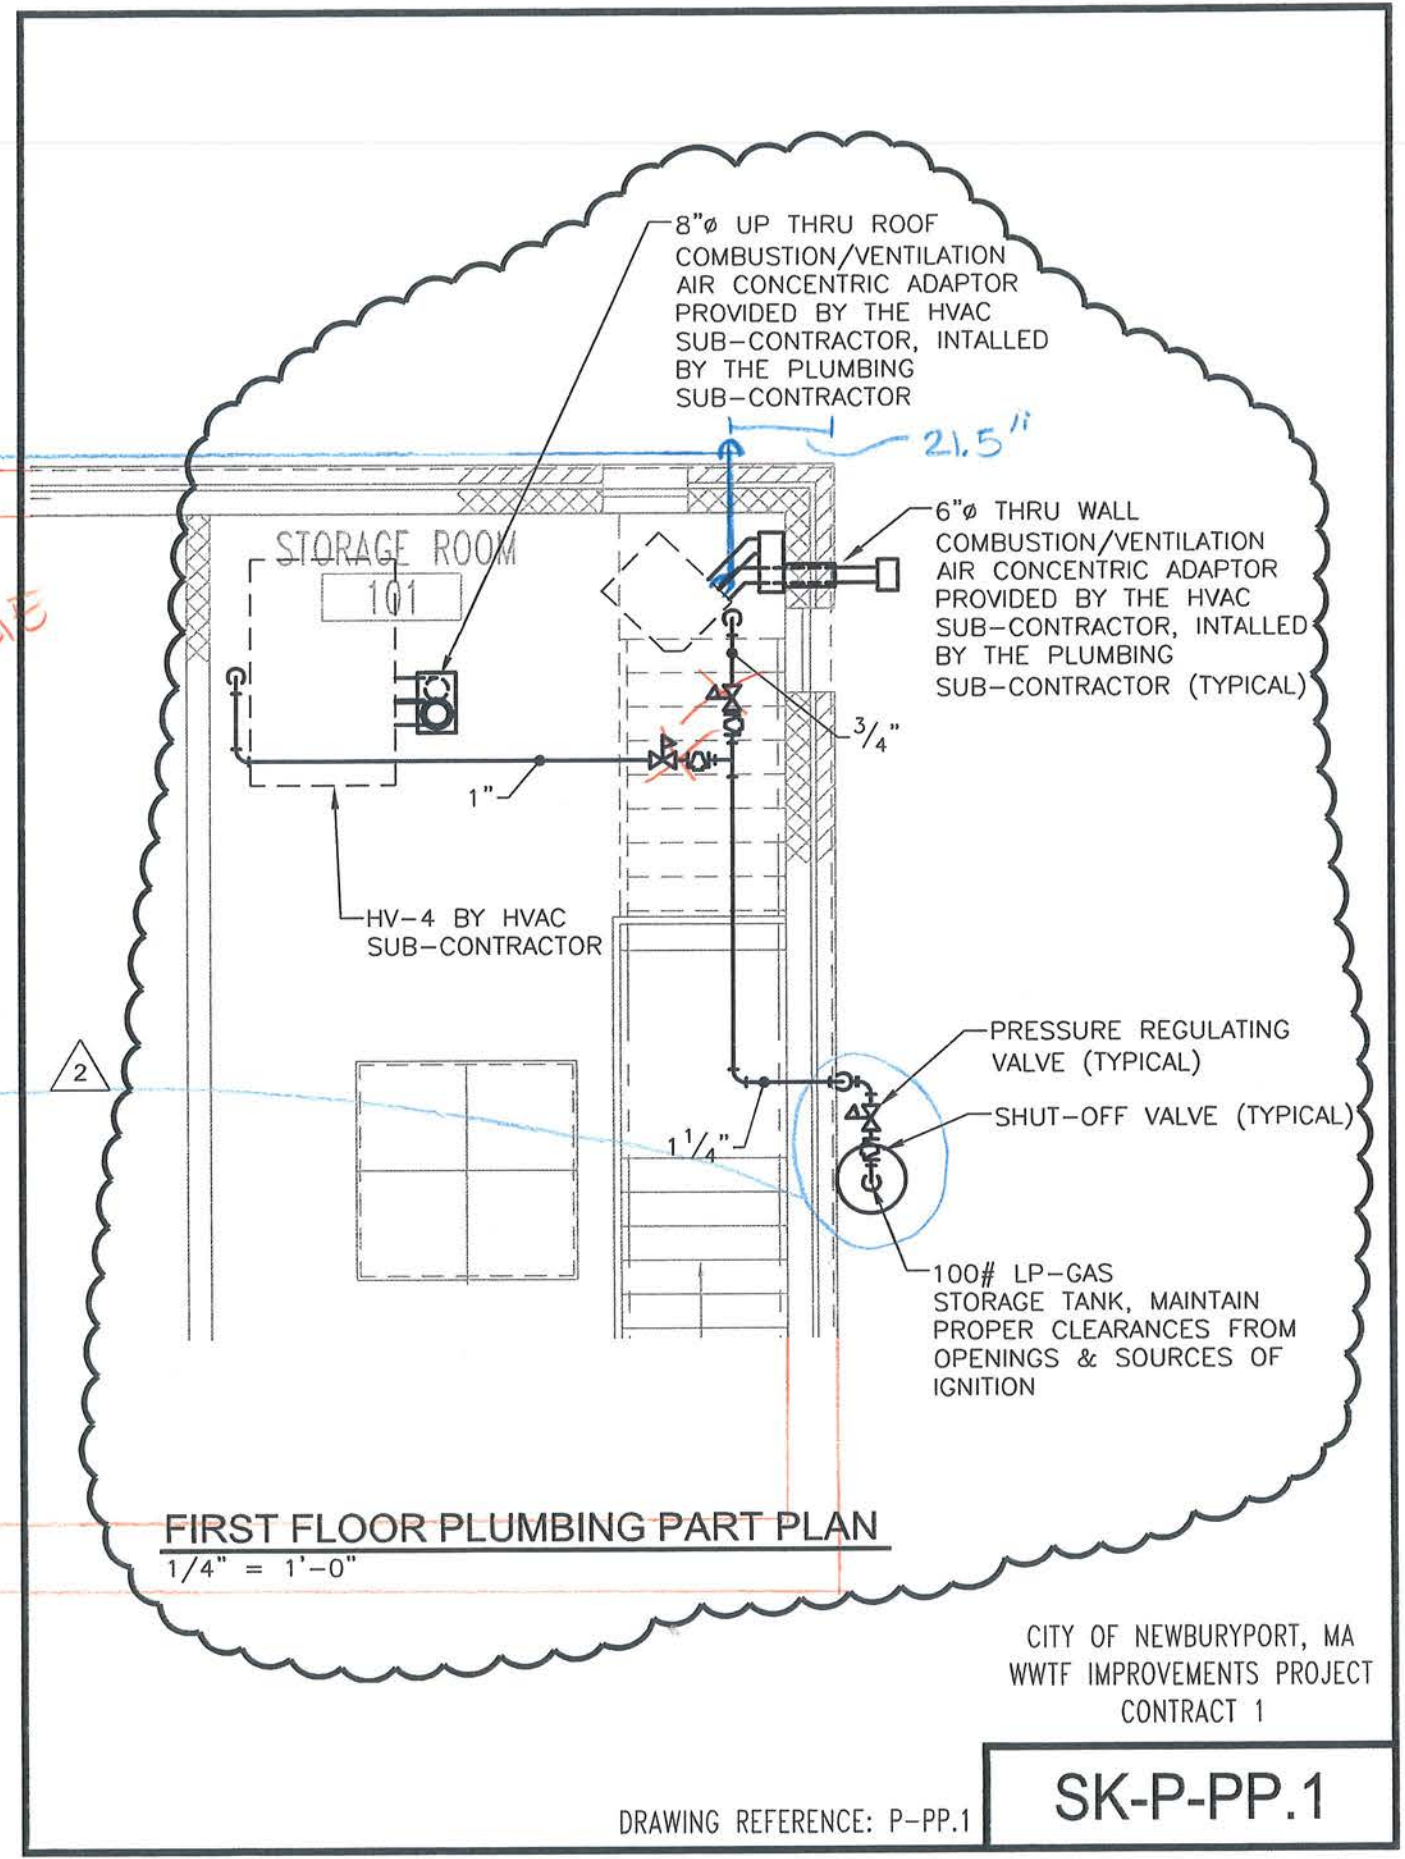 8"ø UP THRU ROOF
COMBUSTION/VENTILATION
AIR CONCENTRIC ADAPTOR
PROVIDED BY THE HVAC
SUB-CONTRACTOR, INTALLED
BY THE PLUMBING
SUB-CONTRACTOR
21.5"
6"ø THRU WALL
COMBUSTION/VENTILATION
AIR CONCENTRIC ADAPTOR
PROVIDED BY THE HVAC
SUB-CONTRACTOR, INTALLED
BY THE PLUMBING
SUB-CONTRACTOR (TYPICAL)
STORAGE ROOM
101
3/4"
1"
HV-4 BY HVAC
SUB-CONTRACTOR
2
PRESSURE REGULATING
VALVE (TYPICAL)
SHUT-OFF VALVE (TYPICAL)
1 1/4"
100# LP-GAS
STORAGE TANK, MAINTAIN
PROPER CLEARANCES FROM
OPENINGS & SOURCES OF
IGNITION
FIRST FLOOR PLUMBING PART PLAN
1/4" = 1'-0"
CITY OF NEWBURYPORT, MA
WWTF IMPROVEMENTS PROJECT
CONTRACT 1
SK-P-PP.1
DRAWING REFERENCE: P-PP.1